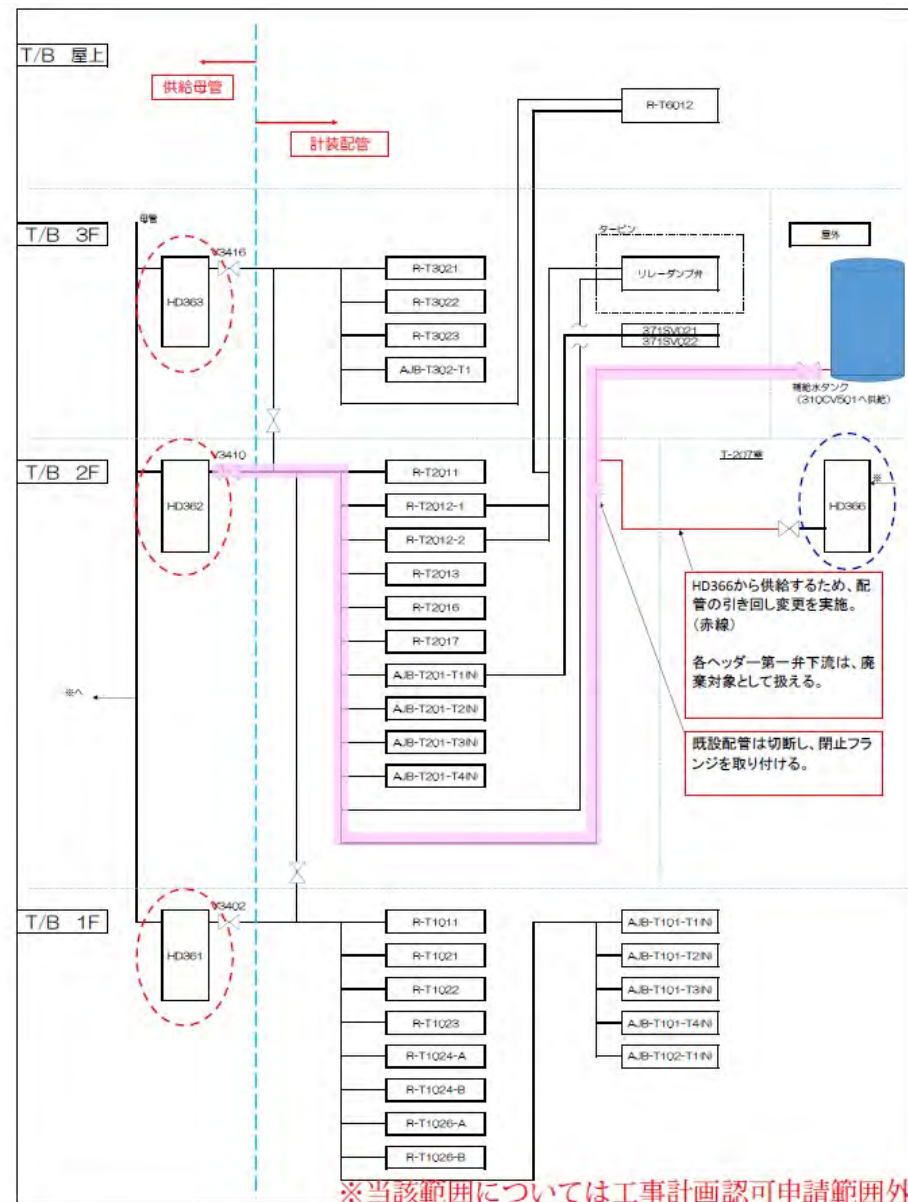 T/B 屋上
供給母管
計装配管
R-T6012
T/B 3F
母管
V3416
HD363
R-T3021
R-T3022
R-T3023
AJB-T302-T1
タービン
リレーダンプ弁
371SV021
371SV022
屋外
補給水タンク
(310CV501へ供給)
T/B 2F
V3410
HD362
R-T2011
R-T2012-1
R-T2012-2
R-T2013
R-T2016
R-T2017
AJB-T201-T1(N)
AJB-T201-T2(N)
AJB-T201-T3(N)
AJB-T201-T4(N)
T-207室
HD366
※
HD366から供給するため、配
管の引き回し変更を実施。
(赤線)
各ヘッダー第一弁下流は、廃
棄対象として扱える。
既設配管は切断し、閉止フラ
ンジを取り付ける。
※へ
T/B 1F
V3402
HD361
R-T1011
R-T1021
R-T1022
R-T1023
R-T1024-A
R-T1024-B
R-T1026-A
R-T1026-B
AJB-T101-T1(N)
AJB-T101-T2(N)
AJB-T101-T3(N)
AJB-T101-T4(N)
AJB-T102-T1(N)
※当該範囲については工事計画認可申請範囲外